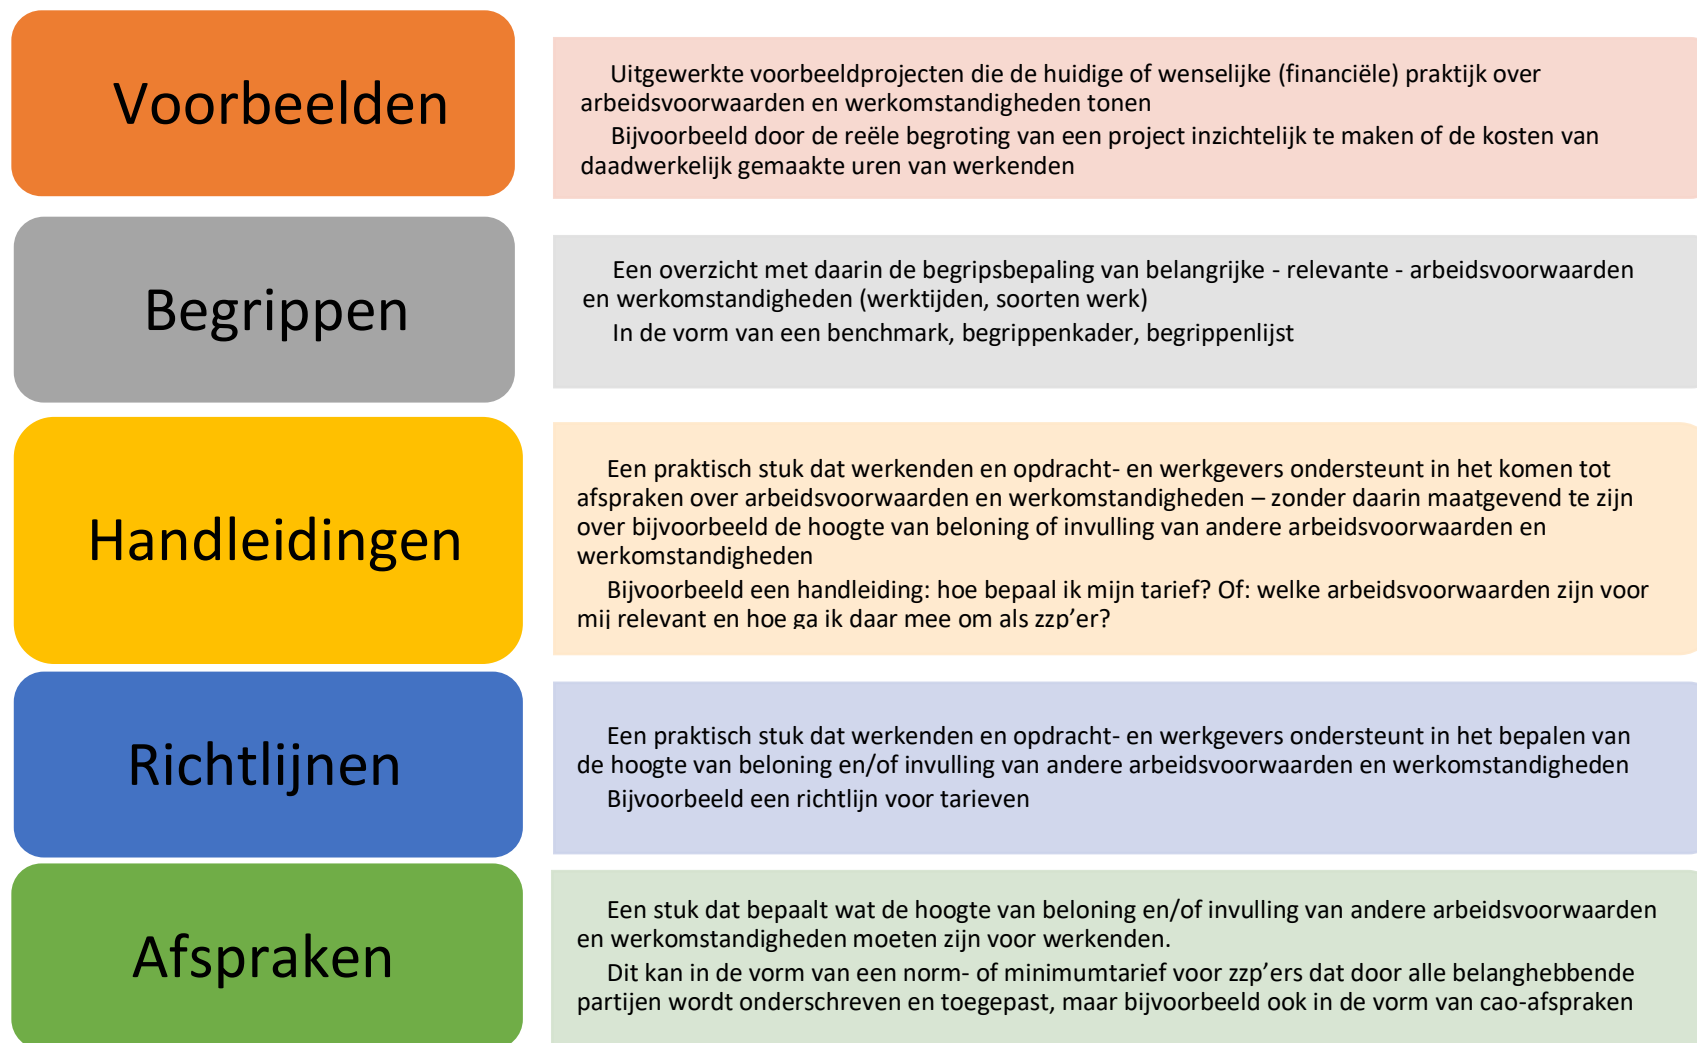 Voorbeelden
Uitgewerkte voorbeeldprojecten die de huidige of wenselijke (financiële) praktijk over
arbeidsvoorwaarden en werkomstandigheden tonen
Bijvoorbeeld door de reële begroting van een project inzichtelijk te maken of de kosten van
daadwerkelijk gemaakte uren van werkenden
Begrippen
Een overzicht met daarin de begripsbepaling van belangrijke - relevante - arbeidsvoorwaarden
en werkomstandigheden (werktijden, soorten werk)
In de vorm van een benchmark, begrippenkader, begrippenlijst
Handleidingen
Een praktisch stuk dat werkenden en opdracht- en werkgevers ondersteunt in het komen tot
afspraken over arbeidsvoorwaarden en werkomstandigheden – zonder daarin maatgevend te zijn
over bijvoorbeeld de hoogte van beloning of invulling van andere arbeidsvoorwaarden en
werkomstandigheden
Bijvoorbeeld een handleiding: hoe bepaal ik mijn tarief? Of: welke arbeidsvoorwaarden zijn voor
mij relevant en hoe ga ik daar mee om als zzp’er?
Richtlijnen
Een praktisch stuk dat werkenden en opdracht- en werkgevers ondersteunt in het bepalen van
de hoogte van beloning en/of invulling van andere arbeidsvoorwaarden en werkomstandigheden
Bijvoorbeeld een richtlijn voor tarieven
Afspraken
Een stuk dat bepaalt wat de hoogte van beloning en/of invulling van andere arbeidsvoorwaarden
en werkomstandigheden moeten zijn voor werkenden.
Dit kan in de vorm van een norm- of minimumtarief voor zzp’ers dat door alle belanghebbende
partijen wordt onderschreven en toegepast, maar bijvoorbeeld ook in de vorm van cao-afspraken